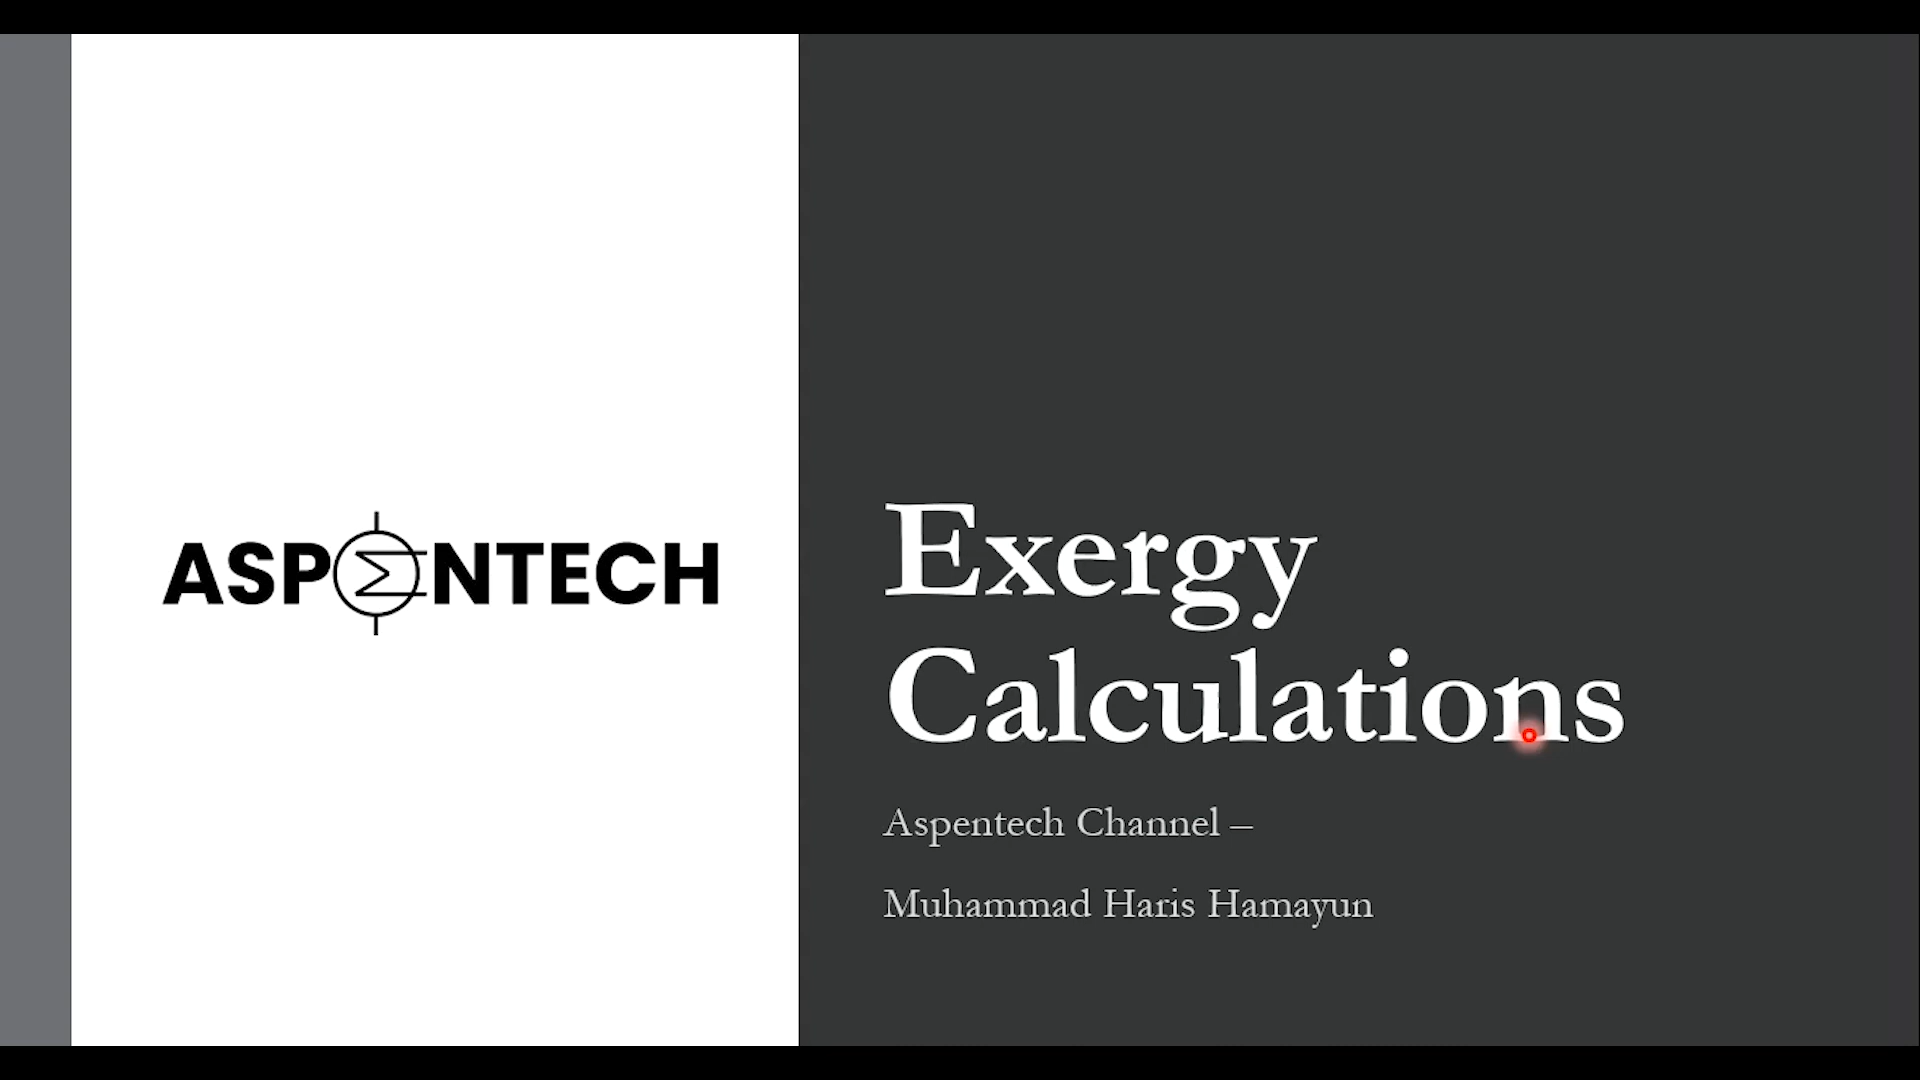 ASPENTECH
Exergy
Calculations
Aspentech Channel –
Muhammad Haris Hamayun